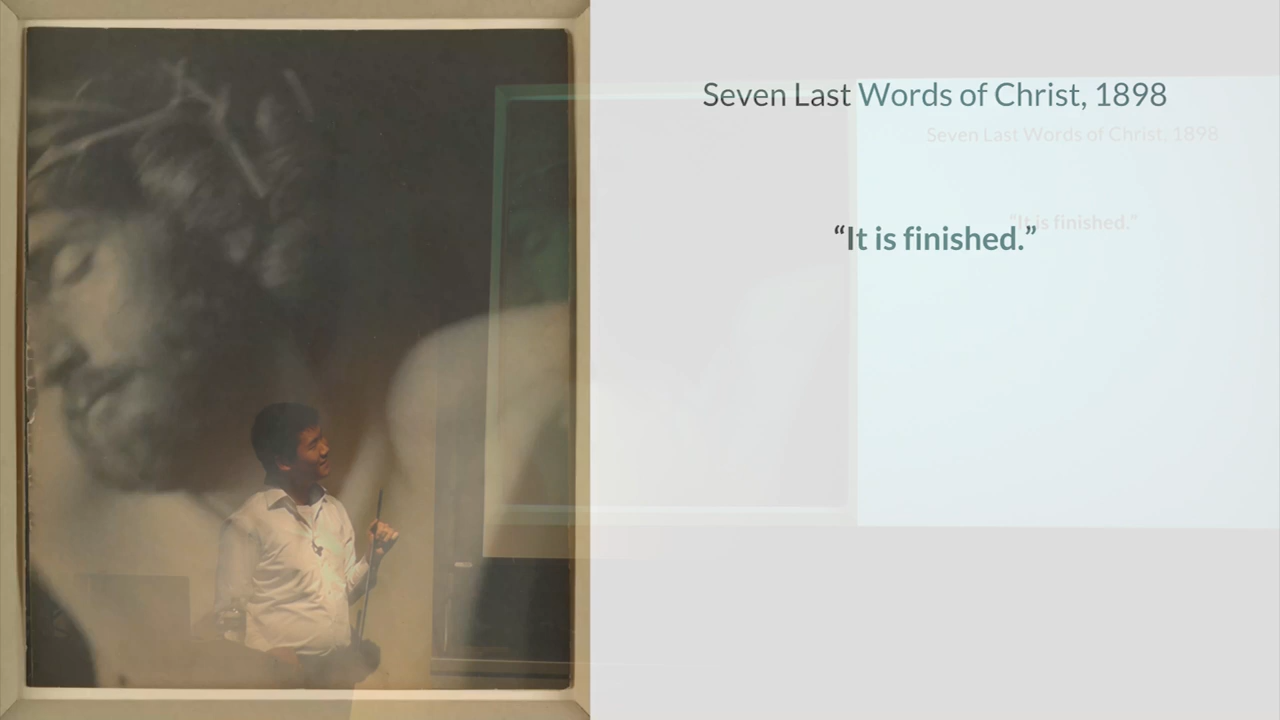 Seven Last Words of Christ, 1898
Seven Last Words of Christ, 1898
"It is finished."
“It is finished.”